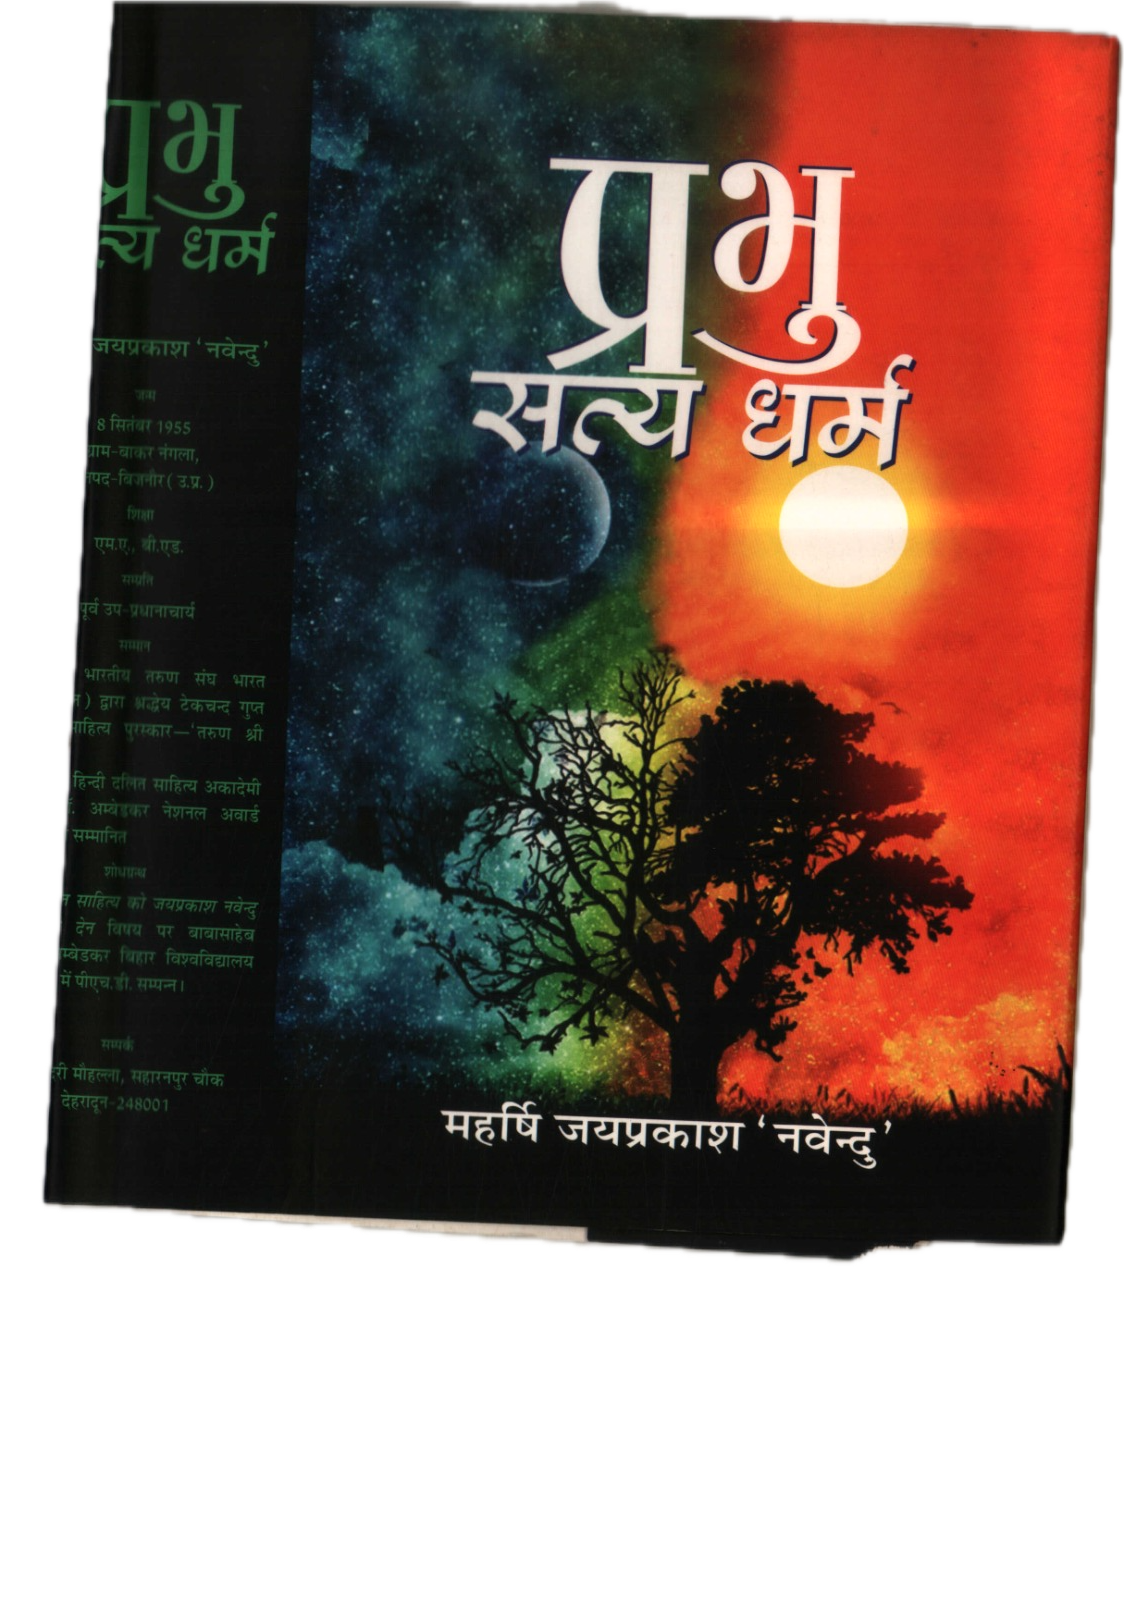 प्रभु
सत्य धर्म
महर्षि जयप्रकाश ‘नवेन्दु’
प्रभु
धर्म
जयप्रकाश ‘नवेन्दु’
जन्म
8 सितंबर 1955
ग्राम-बाकर नंगला,
बिजनौर ( उ.प्र. )
शिक्षा
एम.ए., बी.एड.
सम्प्रति
पूर्व उप-प्रधानाचार्य
सम्मान
भारतीय तरुण संघ भारत
) द्वारा श्रद्धेय टेकचन्द गुप्त
साहित्य पुरस्कार—‘तरुण श्री
हिन्दी दलित साहित्य अकादेमी
अम्बेडकर नेशनल अवार्ड
सम्मानित
शोधग्रन्थ
साहित्य को जयप्रकाश नवेन्दु
देन विषय पर बाबासाहेब
बिहार विश्वविद्यालय
में पीएच.डी. सम्पन्न।
सम्पर्क
मौहल्ला, सहारनपुर चौक
देहरादून-248001